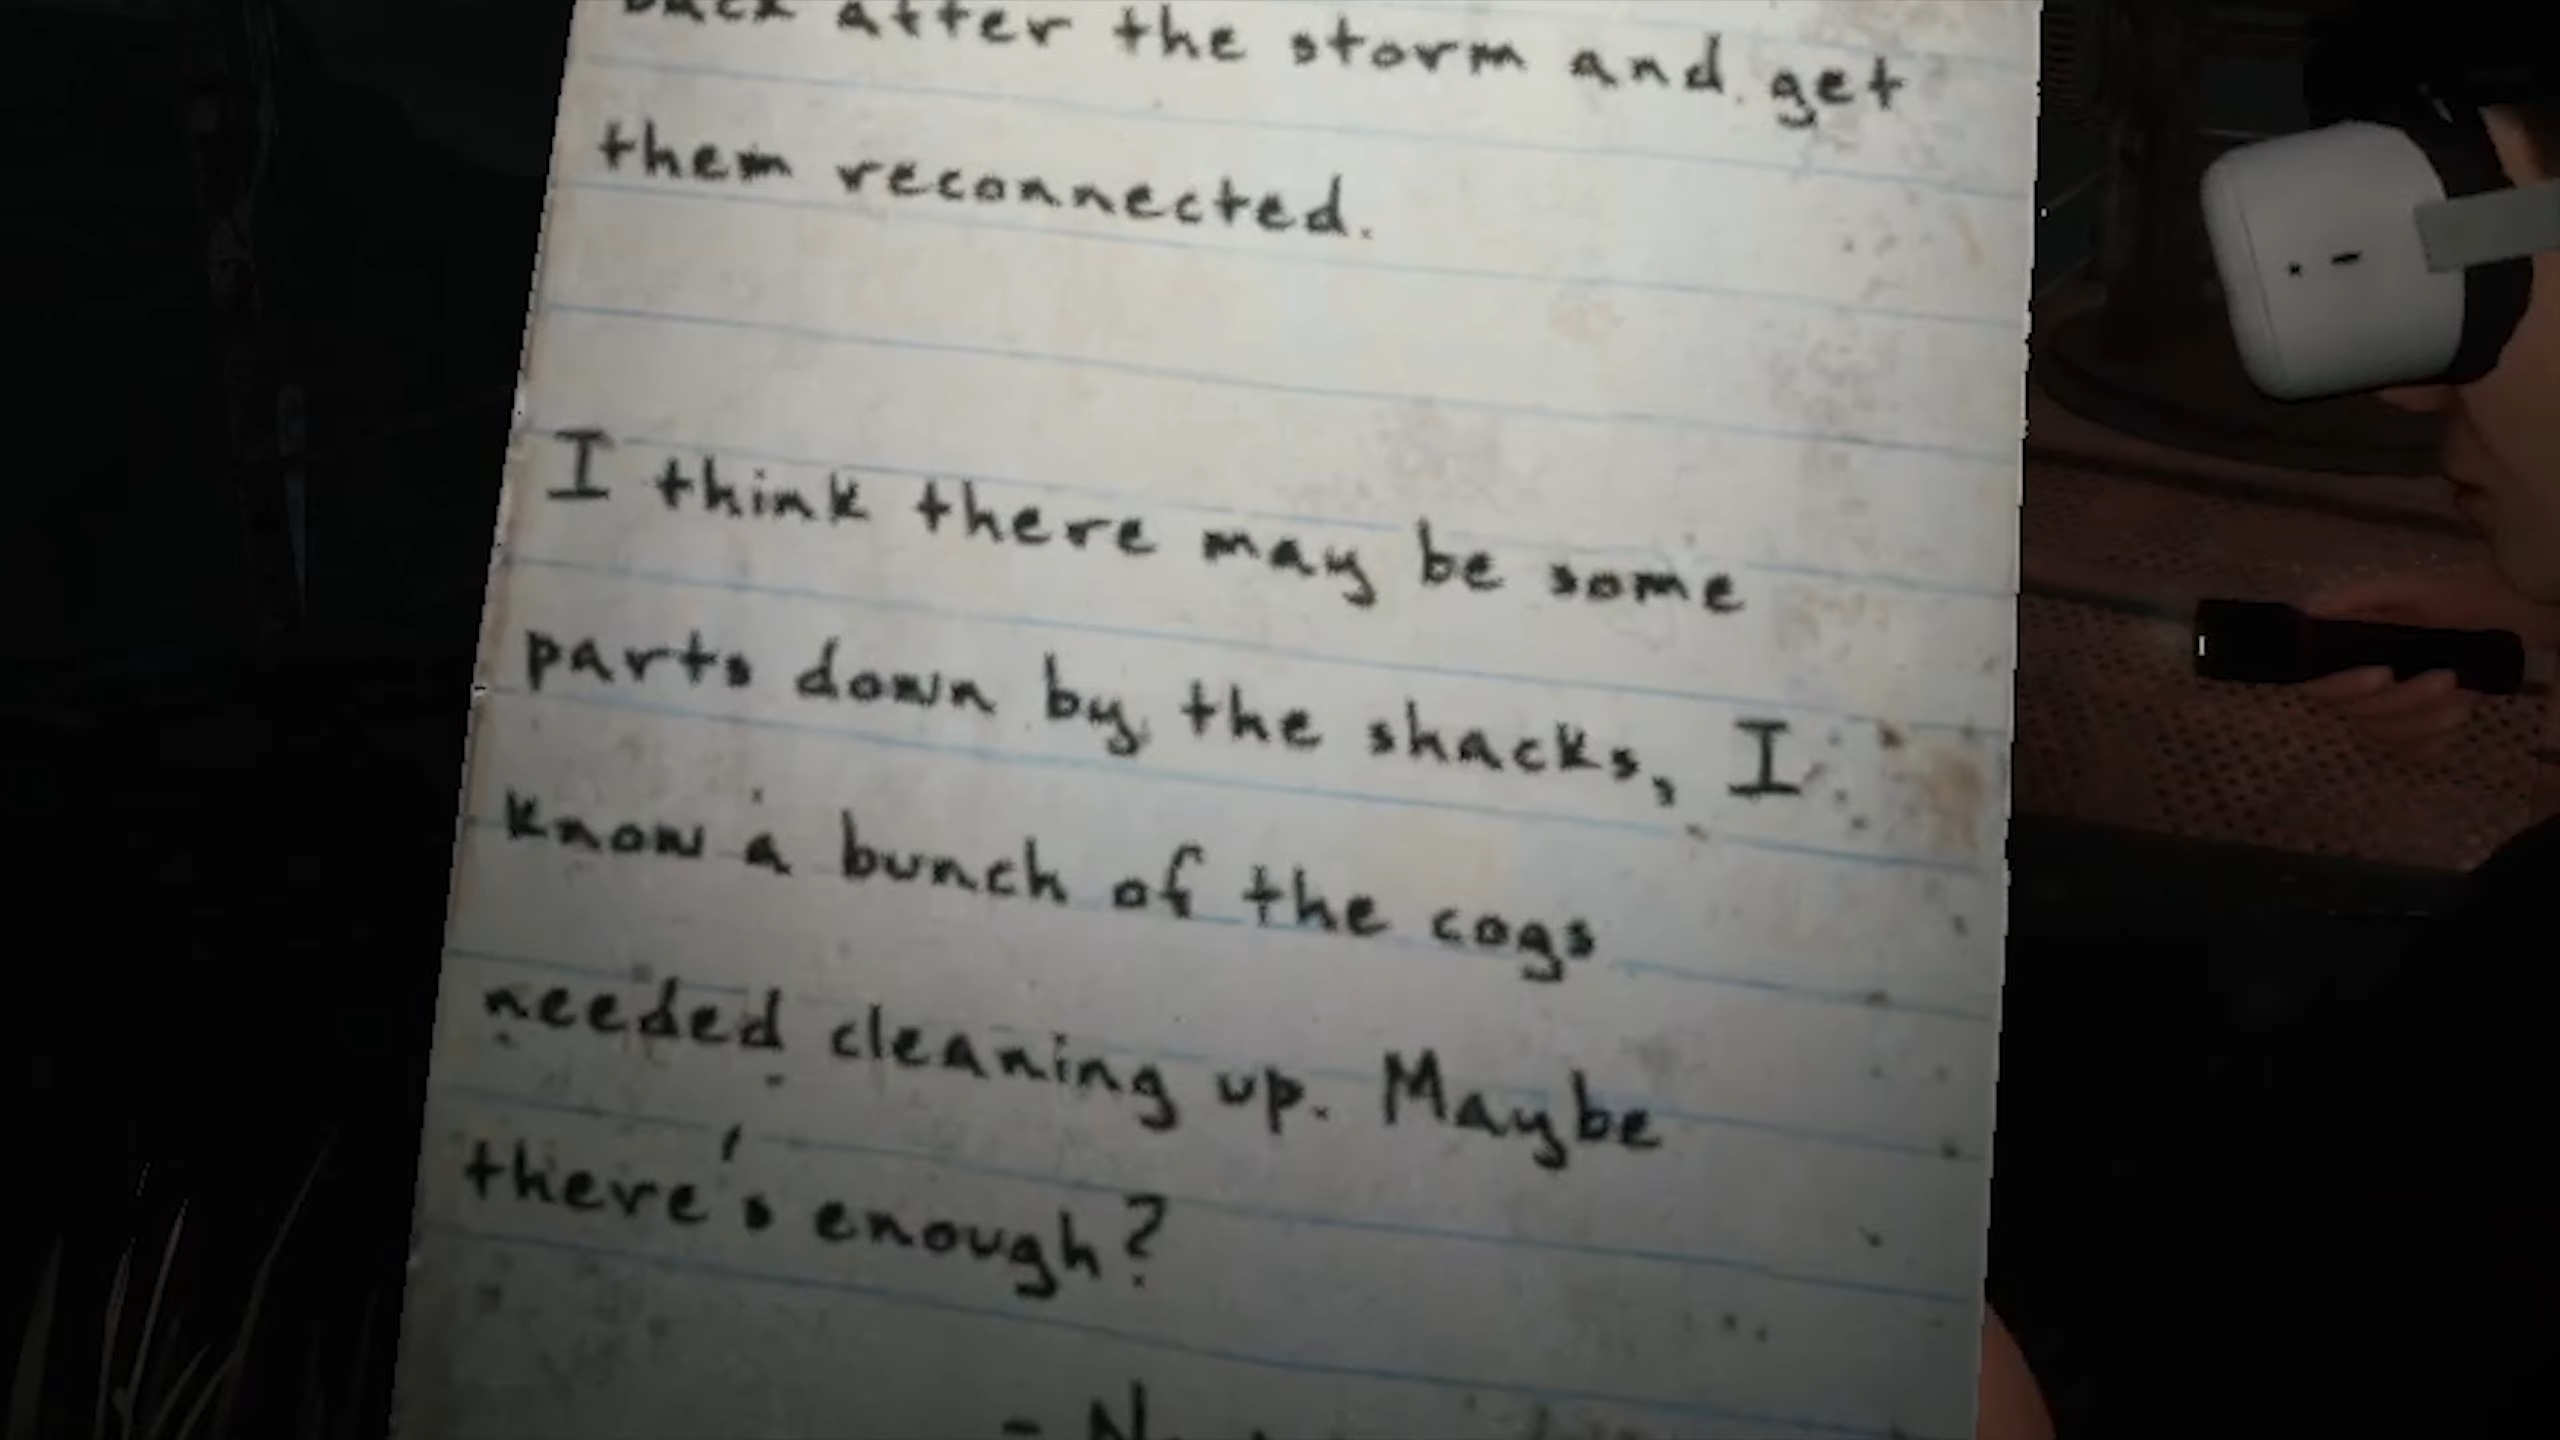 back after the storm and get
them reconnected.
I think there may be some
parts down by the shacks, I
know a bunch of the cogs
needed cleaning up. Maybe
there's enough?